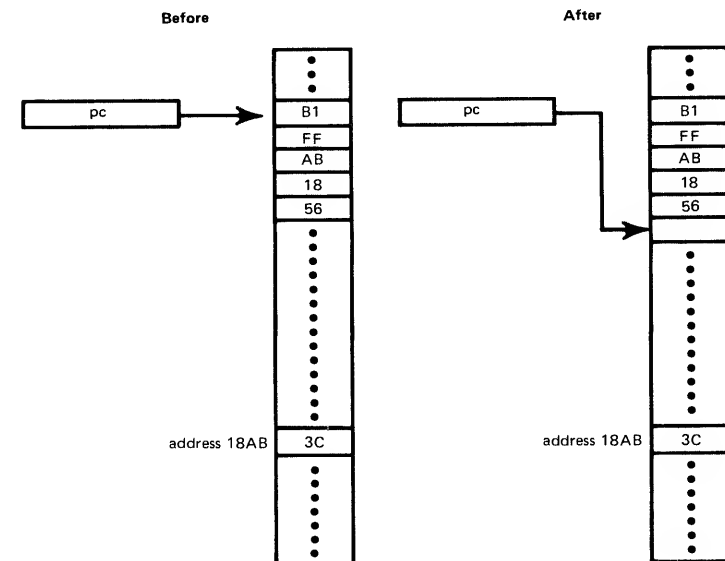 Before
After
pc
B1
FF
AB
18
56
address 18AB
3C
pc
B1
FF
AB
18
56
address 18AB
3C